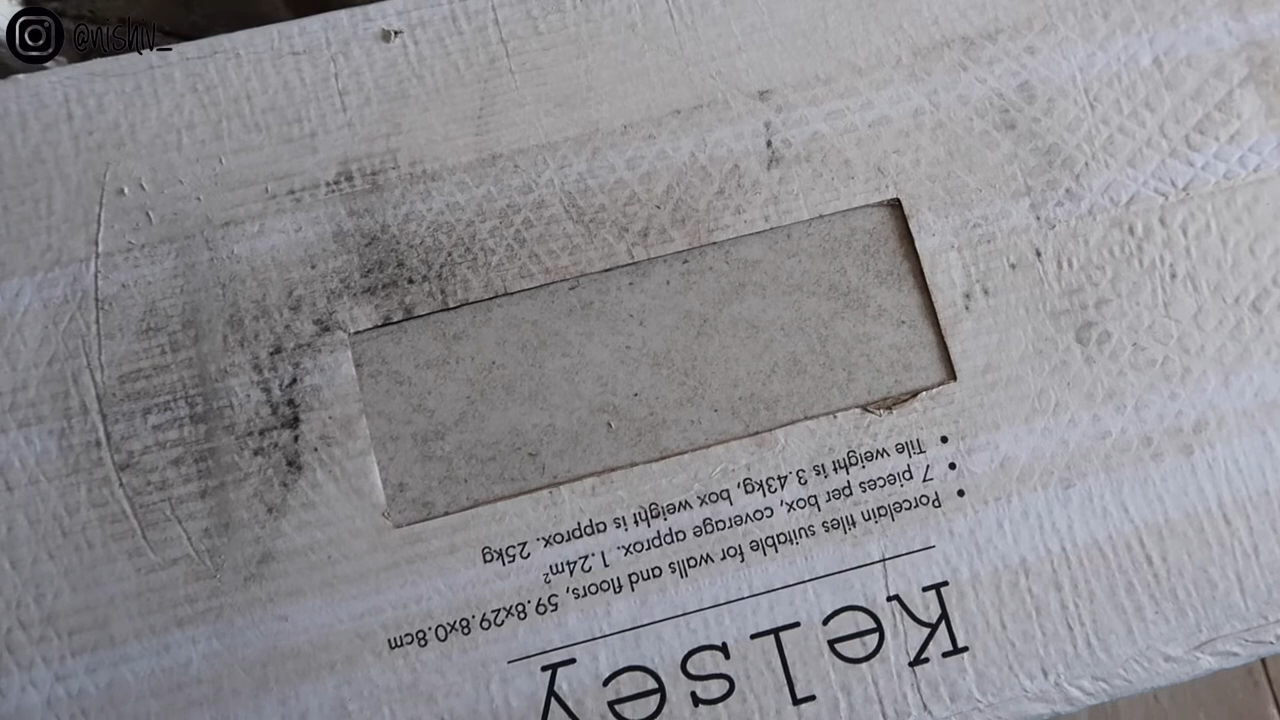 @nishiv_
Kelsey
• Porcelain tiles suitable for walls and floors, 59.8x29.8x0.8cm
• 7 pieces per box, coverage approx. 1.24m²
• Tile weight is 3.43kg, box weight is approx. 25kg